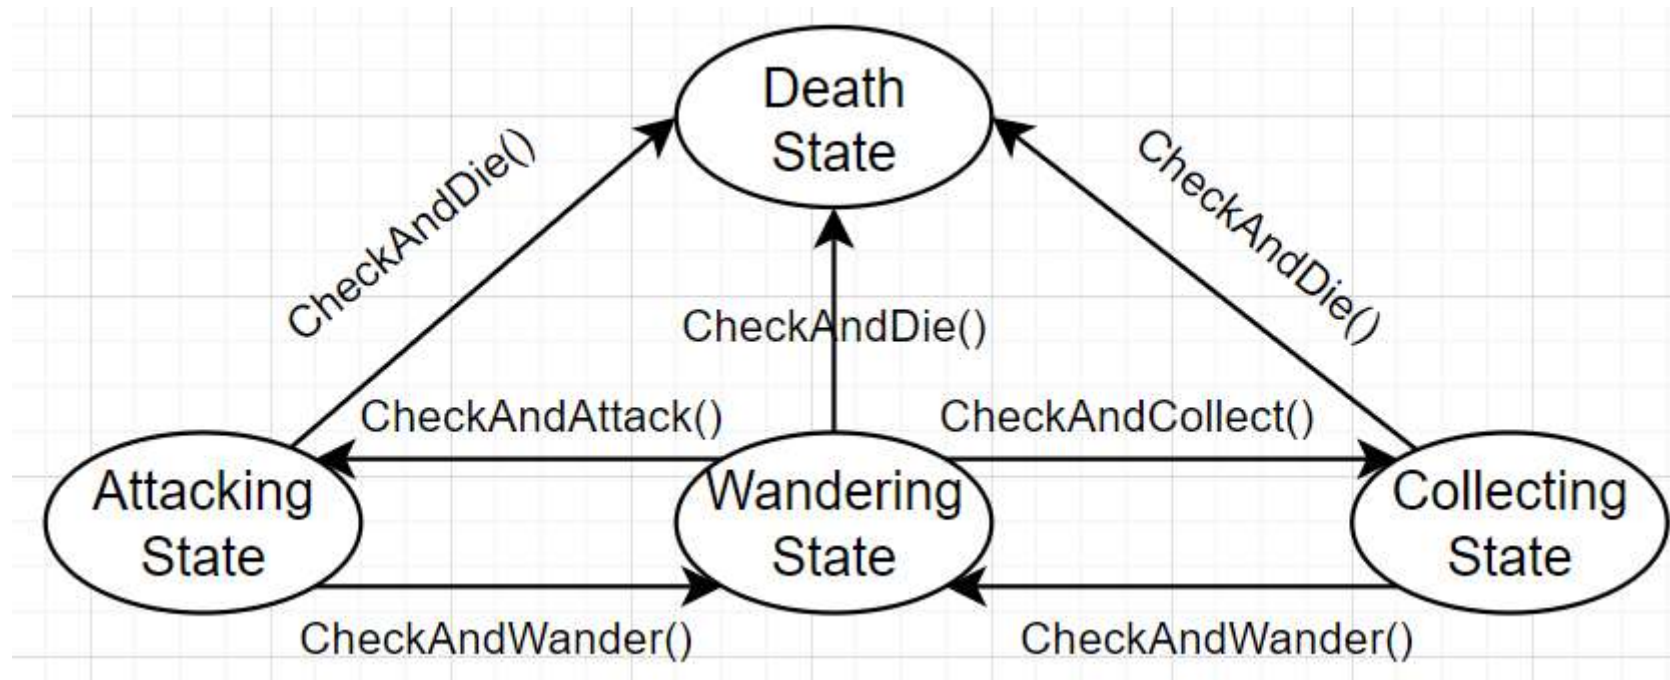 Death
State
CheckAndDie()
CheckAndDie()
CheckAndDie()
CheckAndAttack()
CheckAndCollect()
Attacking
State
Wandering
State
Collecting
State
CheckAndWander()
CheckAndWander()